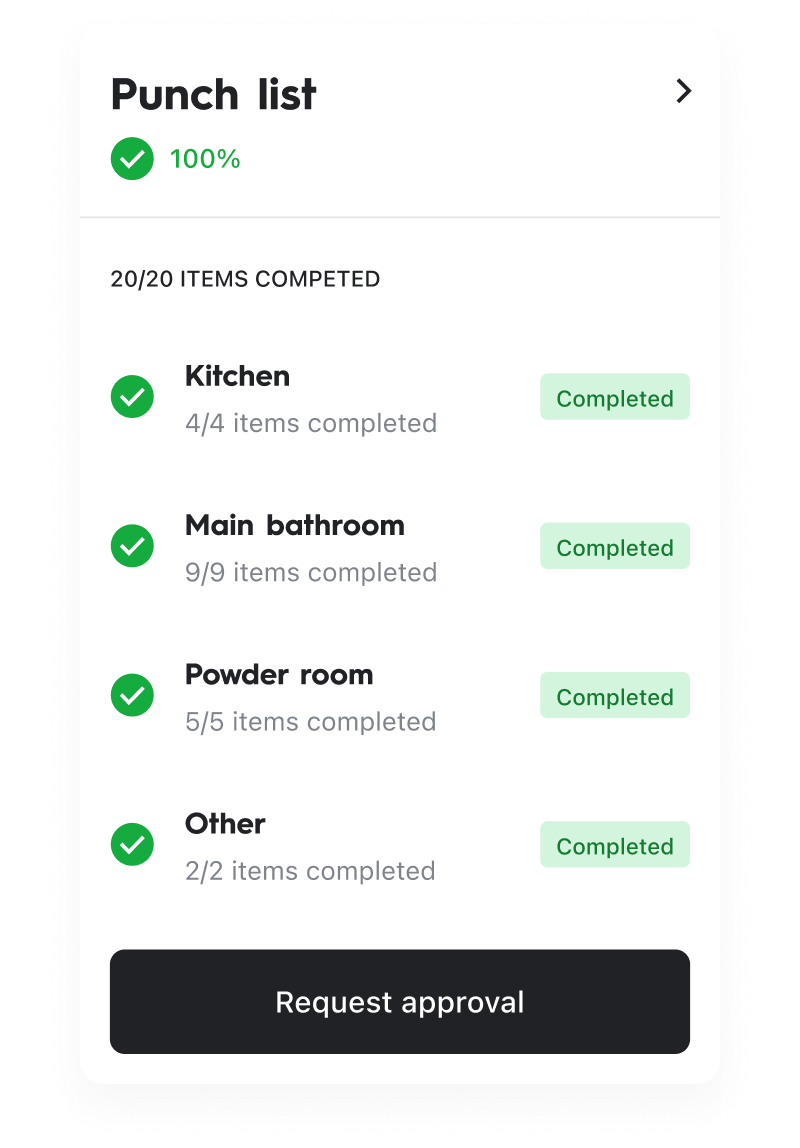 Punch list
100%
20/20 ITEMS COMPETED
Kitchen
4/4 items completed
Completed
Main bathroom
9/9 items completed
Completed
Powder room
5/5 items completed
Completed
Other
2/2 items completed
Completed
Request approval